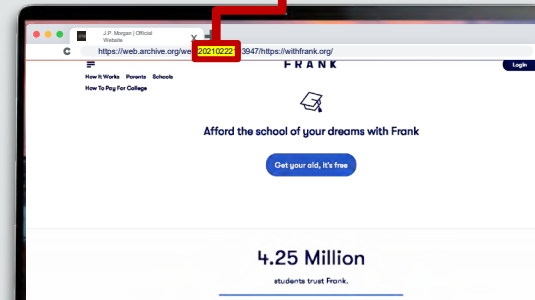 J.P. Morgan | Official
Website
X
C https://web.archive.org/we 202102221 3947/https://withfrank.org/
FRANK
Login
How It Works Parents Schools
How To Pay For College
Afford the school of your dreams with Frank
Get your aid, it's free
4.25 Million
students trust Frank.